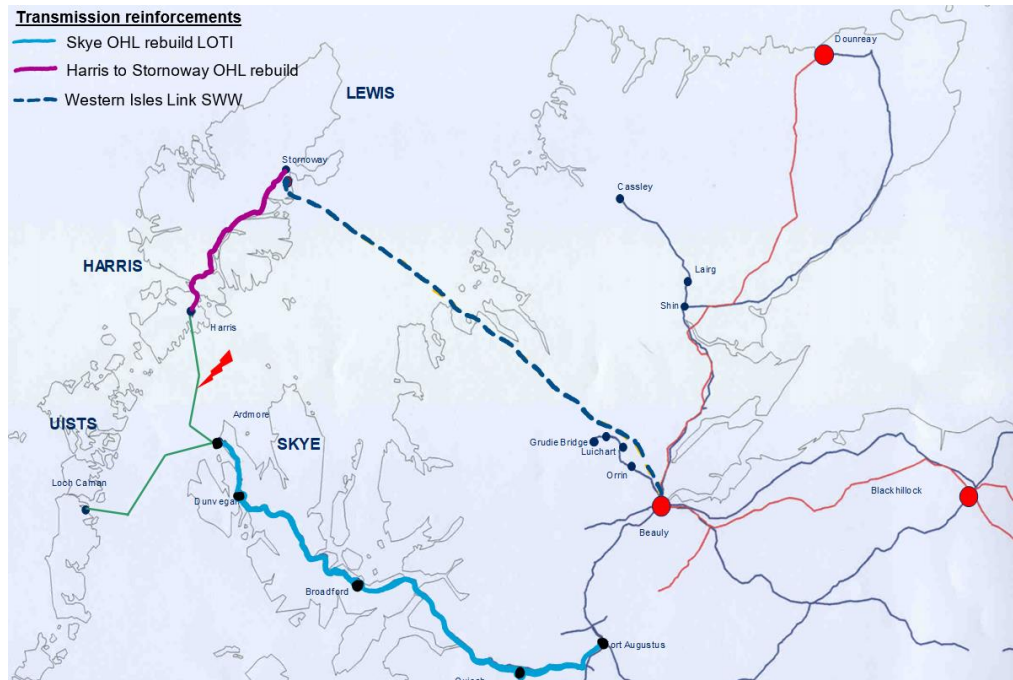 Transmission reinforcements
Skye OHL rebuild LOTI
Harris to Stornoway OHL rebuild
Western Isles Link SWW
Dounreay
LEWIS
Stornoway
Cassley
HARRIS
Lairg
Shin
Harris
Ardmore
UISTS
SKYE
Grudie Bridge
Luichart
Orrin
Loch Carnan
Dunvegan
Blackhillock
Beauly
Broadford
ort Augustus